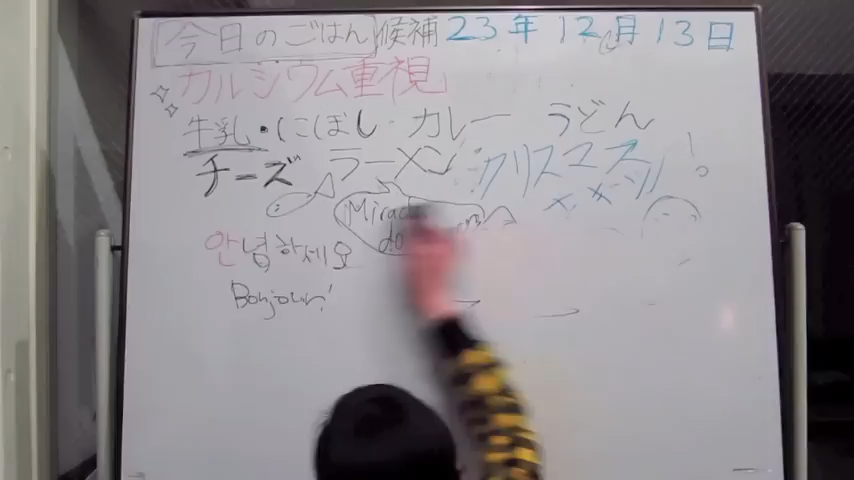 今日のごはん候補 23年12月13日
カルシウム重視
牛乳・にぼし・カレー うどん
チーズ ラーメン クリスマス!
안녕하세요
Bonjour!